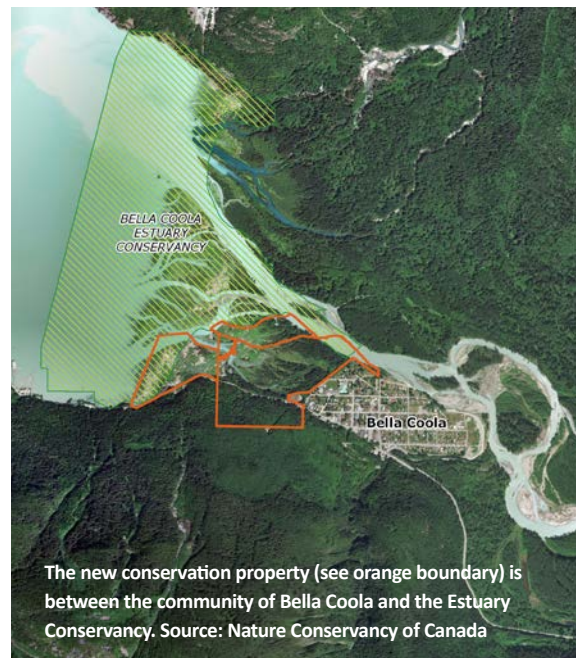 BELLA COOLA
ESTUARY
CONSERVANCY
Bella Coola
The new conservation property (see orange boundary) is
between the community of Bella Coola and the Estuary
Conservancy. Source: Nature Conservancy of Canada